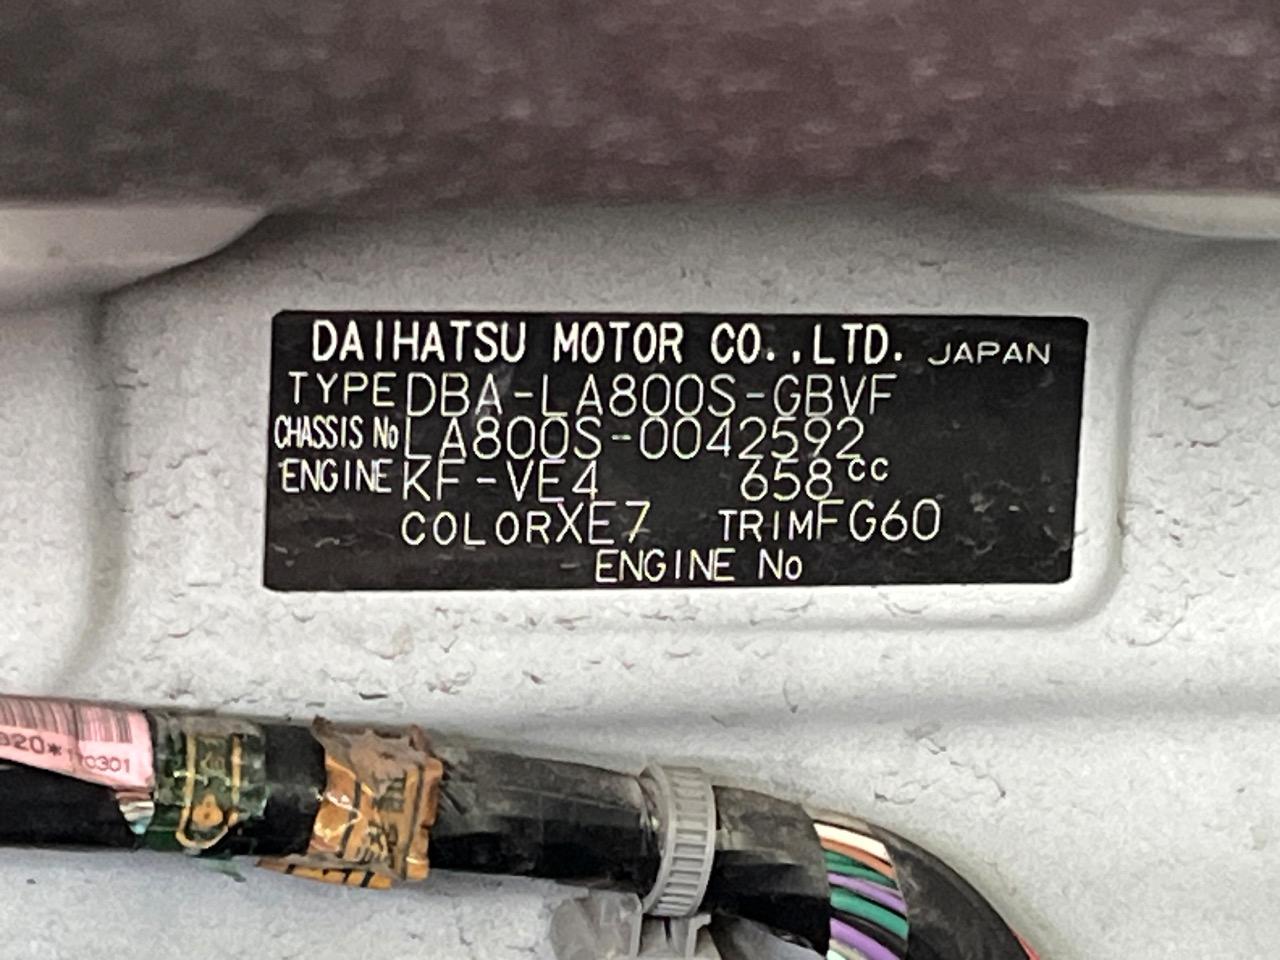 DAIHATSU MOTOR CO.,LTD. JAPAN
TYPE DBA-LA800S-GBVF
CHASSIS No LA800S-0042592
ENGINE KF-VE4 658CC
COLOR XE7 TRIM FG60
ENGINE No